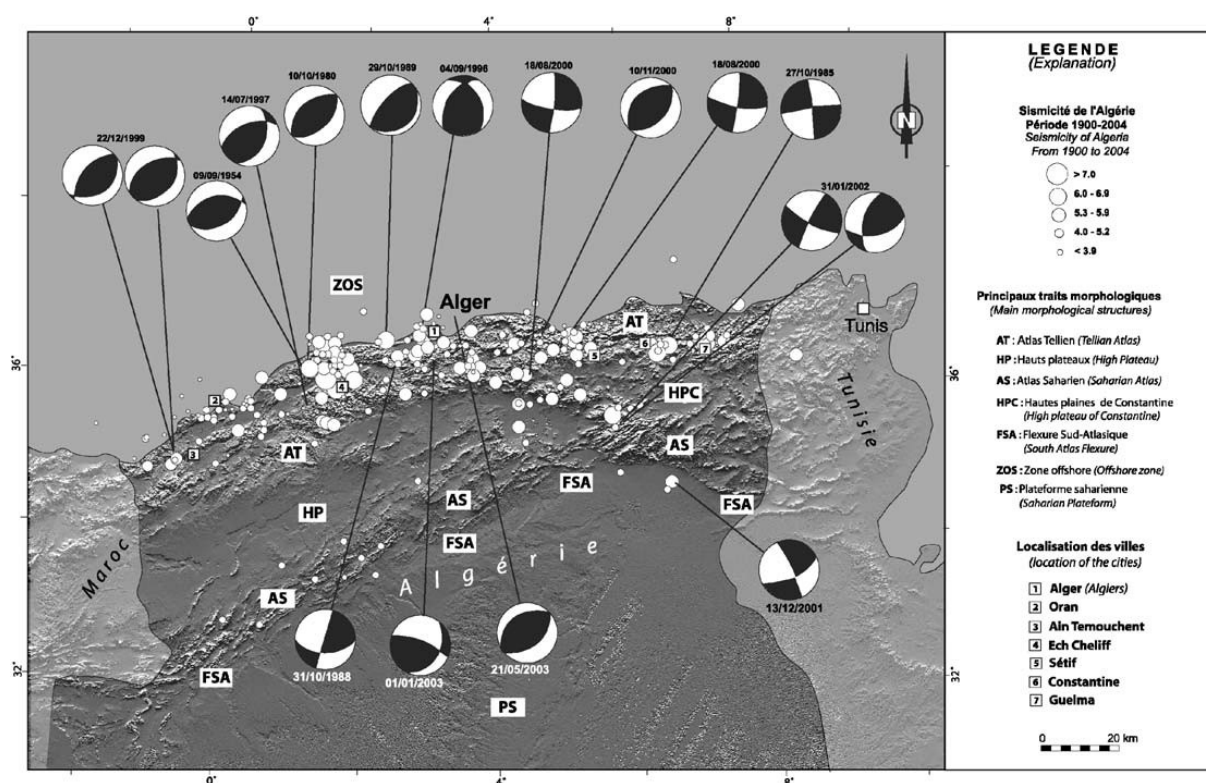 0°
4°
8°
22/12/1999
14/07/1997
10/10/1980
29/10/1989
04/09/1996
18/08/2000
10/11/2000
18/08/2000
27/10/1985
N
09/09/1954
31/01/2002
ZOS
Alger
1
AT
6
7
5
Tunis
36°
36°
4
2
3
AT
HPC
AS
Tunisie
HP
AS
FSA
FSA
FSA
Maroc
Algérie
AS
FSA
13/12/2001
31/10/1988
01/01/2003
21/05/2003
32°
32°
PS
0°
4°
8°
LEGENDE
(Explanation)
Sismicité de l'Algérie
Période 1900-2004
Seismicity of Algeria
From 1900 to 2004
> 7.0
6.0 - 6.9
5.3 - 5.9
4.0 - 5.2
< 3.9
Principaux traits morphologiques
(Main morphological structures)
AT : Atlas Tellien (Tellian Atlas)
HP : Hauts plateaux (High Plateau)
AS : Atlas Saharien (Saharian Atlas)
HPC : Hautes plaines de Constantine
(High plateau of Constantine)
FSA : Flexure Sud-Atlasique
(South Atlas Flexure)
ZOS : Zone offshore (Offshore zone)
PS : Plateforme saharienne
(Saharian Plateform)
Localisation des villes
(location of the cities)
1 Alger (Algiers)
2 Oran
3 Ain Temouchent
4 Ech Cheliff
5 Sétif
6 Constantine
7 Guelma
0 20 km